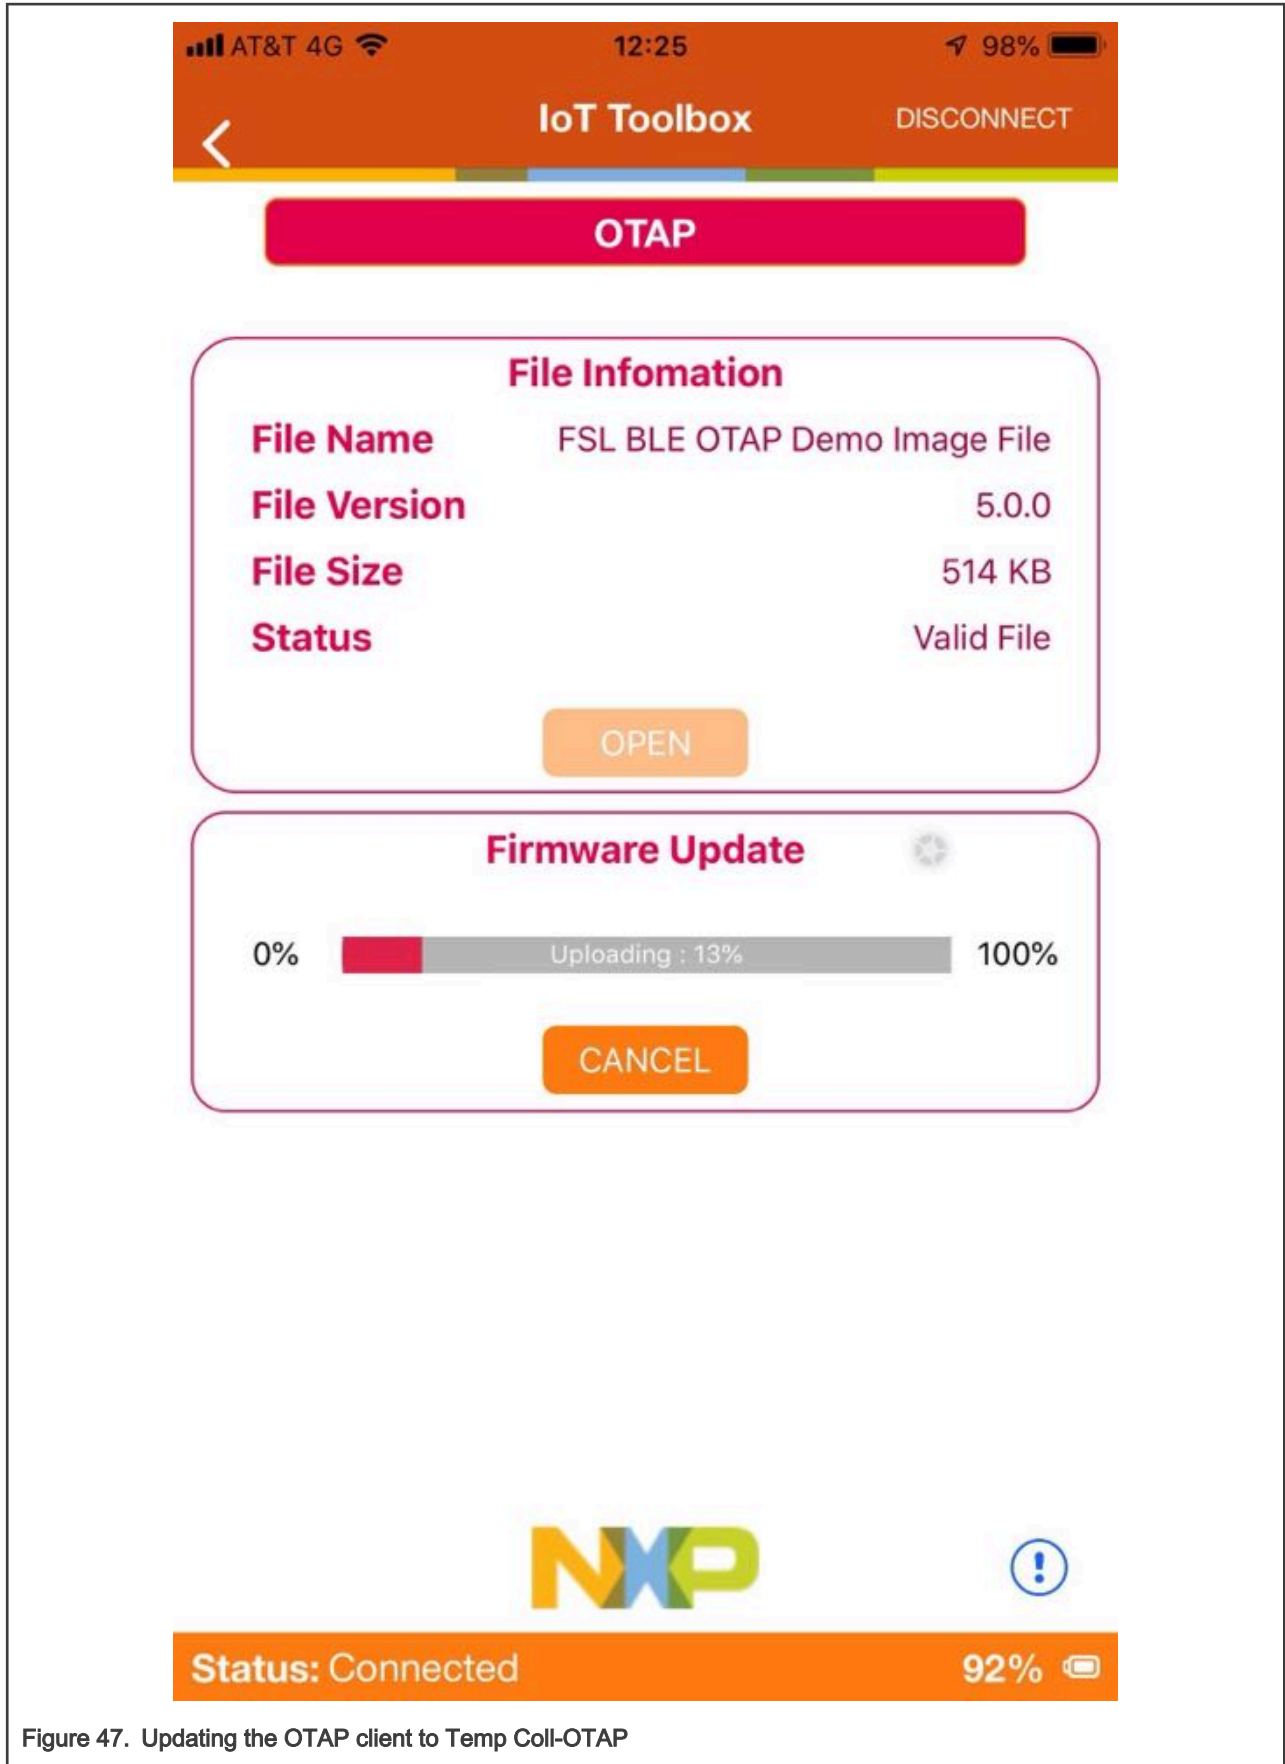 AT&T 4G 12:25 98%
IoT Toolbox DISCONNECT
OTAP
File Infomation
File Name FSL BLE OTAP Demo Image File
File Version 5.0.0
File Size 514 KB
Status Valid File
OPEN
Firmware Update
0% Uploading : 13% 100%
CANCEL
NXP
Status: Connected 92%
Figure 47. Updating the OTAP client to Temp Coll-OTAP